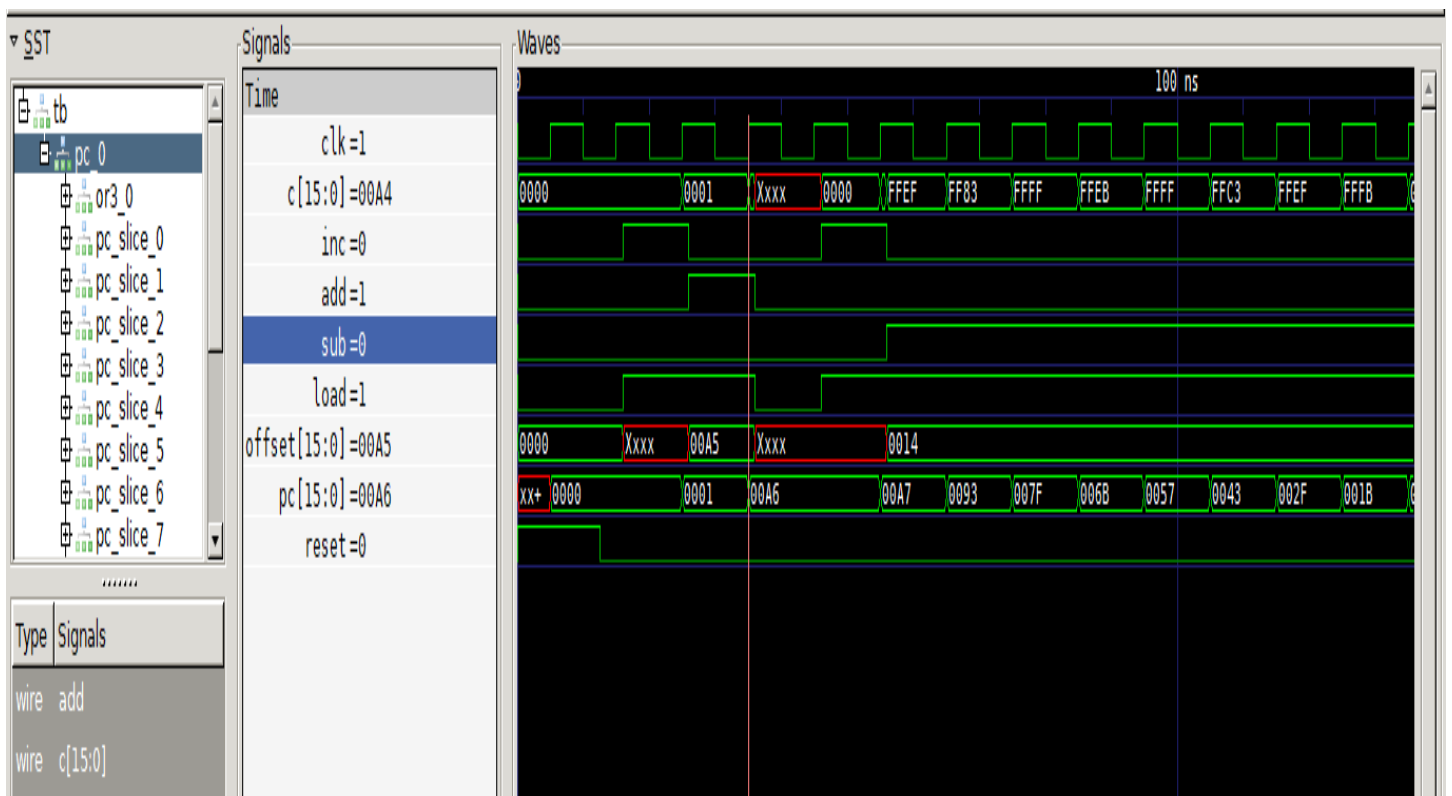 SST
Signals
Waves
Time
0
100 ns
tb
pc_0
or3_0
pc_slice_0
pc_slice_1
pc_slice_2
pc_slice_3
pc_slice_4
pc_slice_5
pc_slice_6
pc_slice_7
clk=1
c[15:0]=00A4
inc=0
add=1
sub=0
load=1
offset[15:0]=00A5
pc[15:0]=00A6
reset=0
0000 0001 Xxxx 0000 FFEF FF83 FFFF FFEB FFFF FFC3 FFEF FFFB
0000 Xxxx 00A5 Xxxx 0014
xx+ 0000 0001 00A6 00A7 0093 007F 006B 0057 0043 002F 001B
Type Signals
wire add
wire c[15:0]